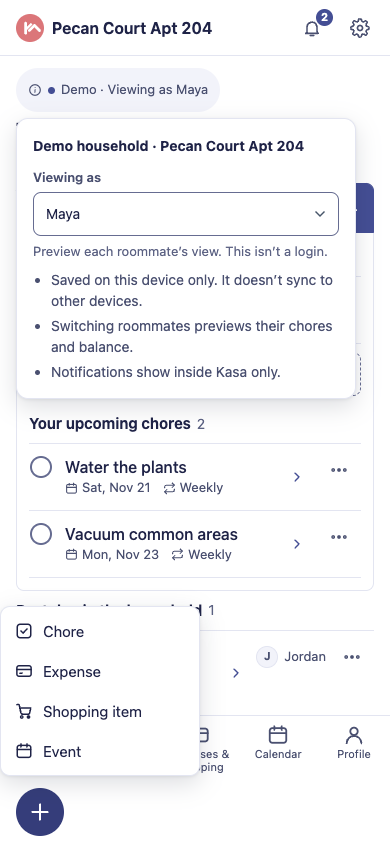 Pecan Court Apt 204
2
Demo · Viewing as Maya
Demo household · Pecan Court Apt 204
Viewing as
Maya
Preview each roommate's view. This isn't a login.
• Saved on this device only. It doesn't sync to
other devices.
• Switching roommates previews their chores
and balance.
• Notifications show inside Kasa only.
Your upcoming chores 2
Water the plants
Sat, Nov 21 Weekly
Vacuum common areas
Mon, Nov 23 Weekly
1
Chore
J Jordan
Expense
Shopping item
Event
ses &
ping
Calendar
Profile